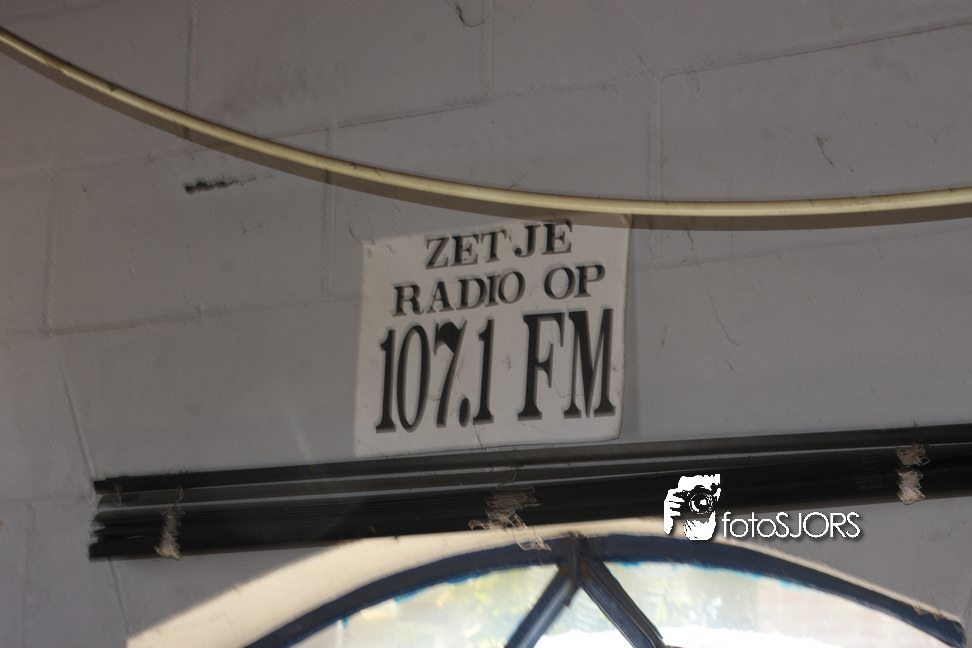 ZET JE
RADIO OP
107.1 FM
fotoSJORS